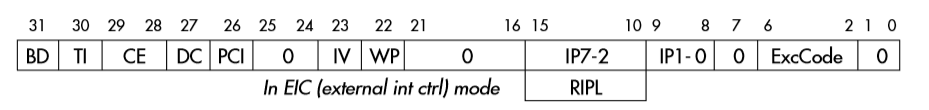 31 30 29 28 27 26 25 24 23 22 21 16 15 10 9 8 7 6 2 1 0
BD TI CE DC PCI 0 IV WP 0 IP7-2 IP1-0 0 ExcCode 0
In EIC (external int ctrl) mode RIPL